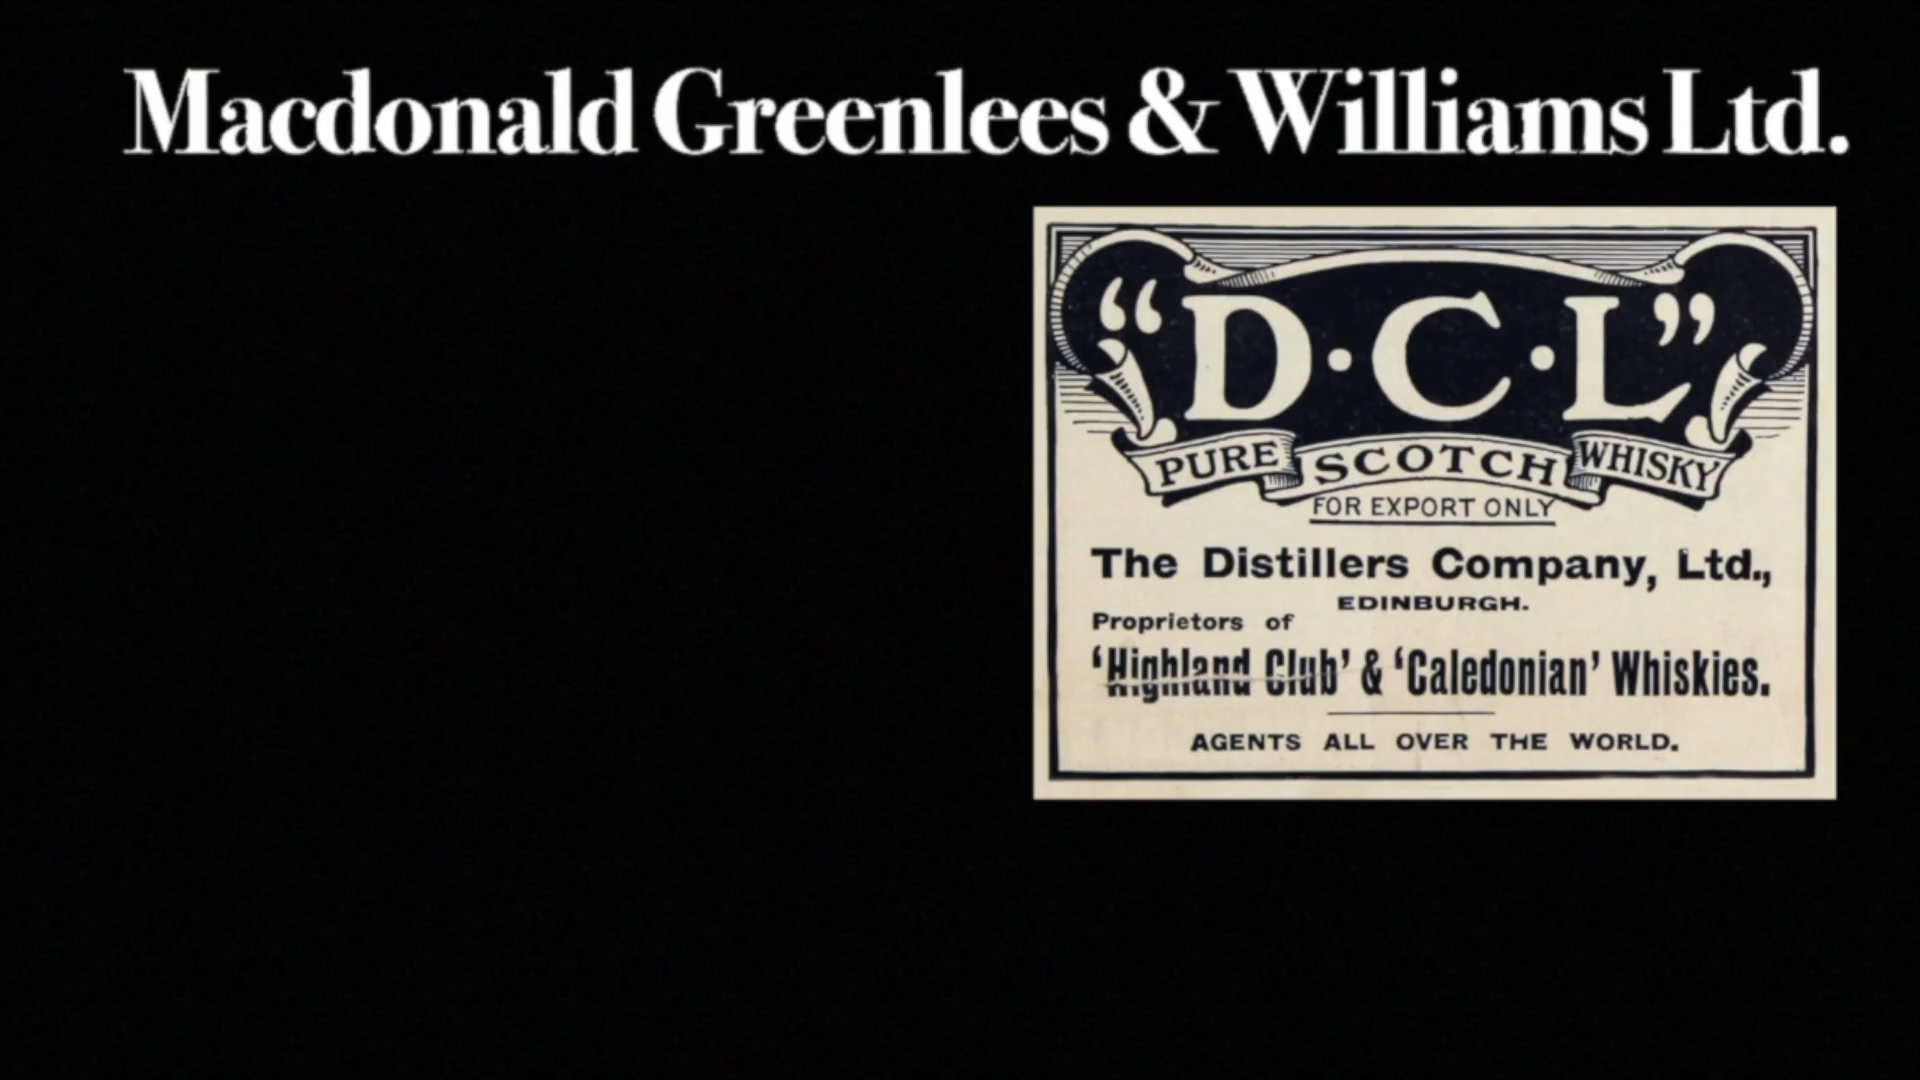 Macdonald Greenlees & Williams Ltd.
“D·C·L”
PURE SCOTCH WHISKY
FOR EXPORT ONLY
The Distillers Company, Ltd.,
EDINBURGH.
Proprietors of
‘Highland Club’ & ‘Caledonian’ Whiskies.
AGENTS ALL OVER THE WORLD.